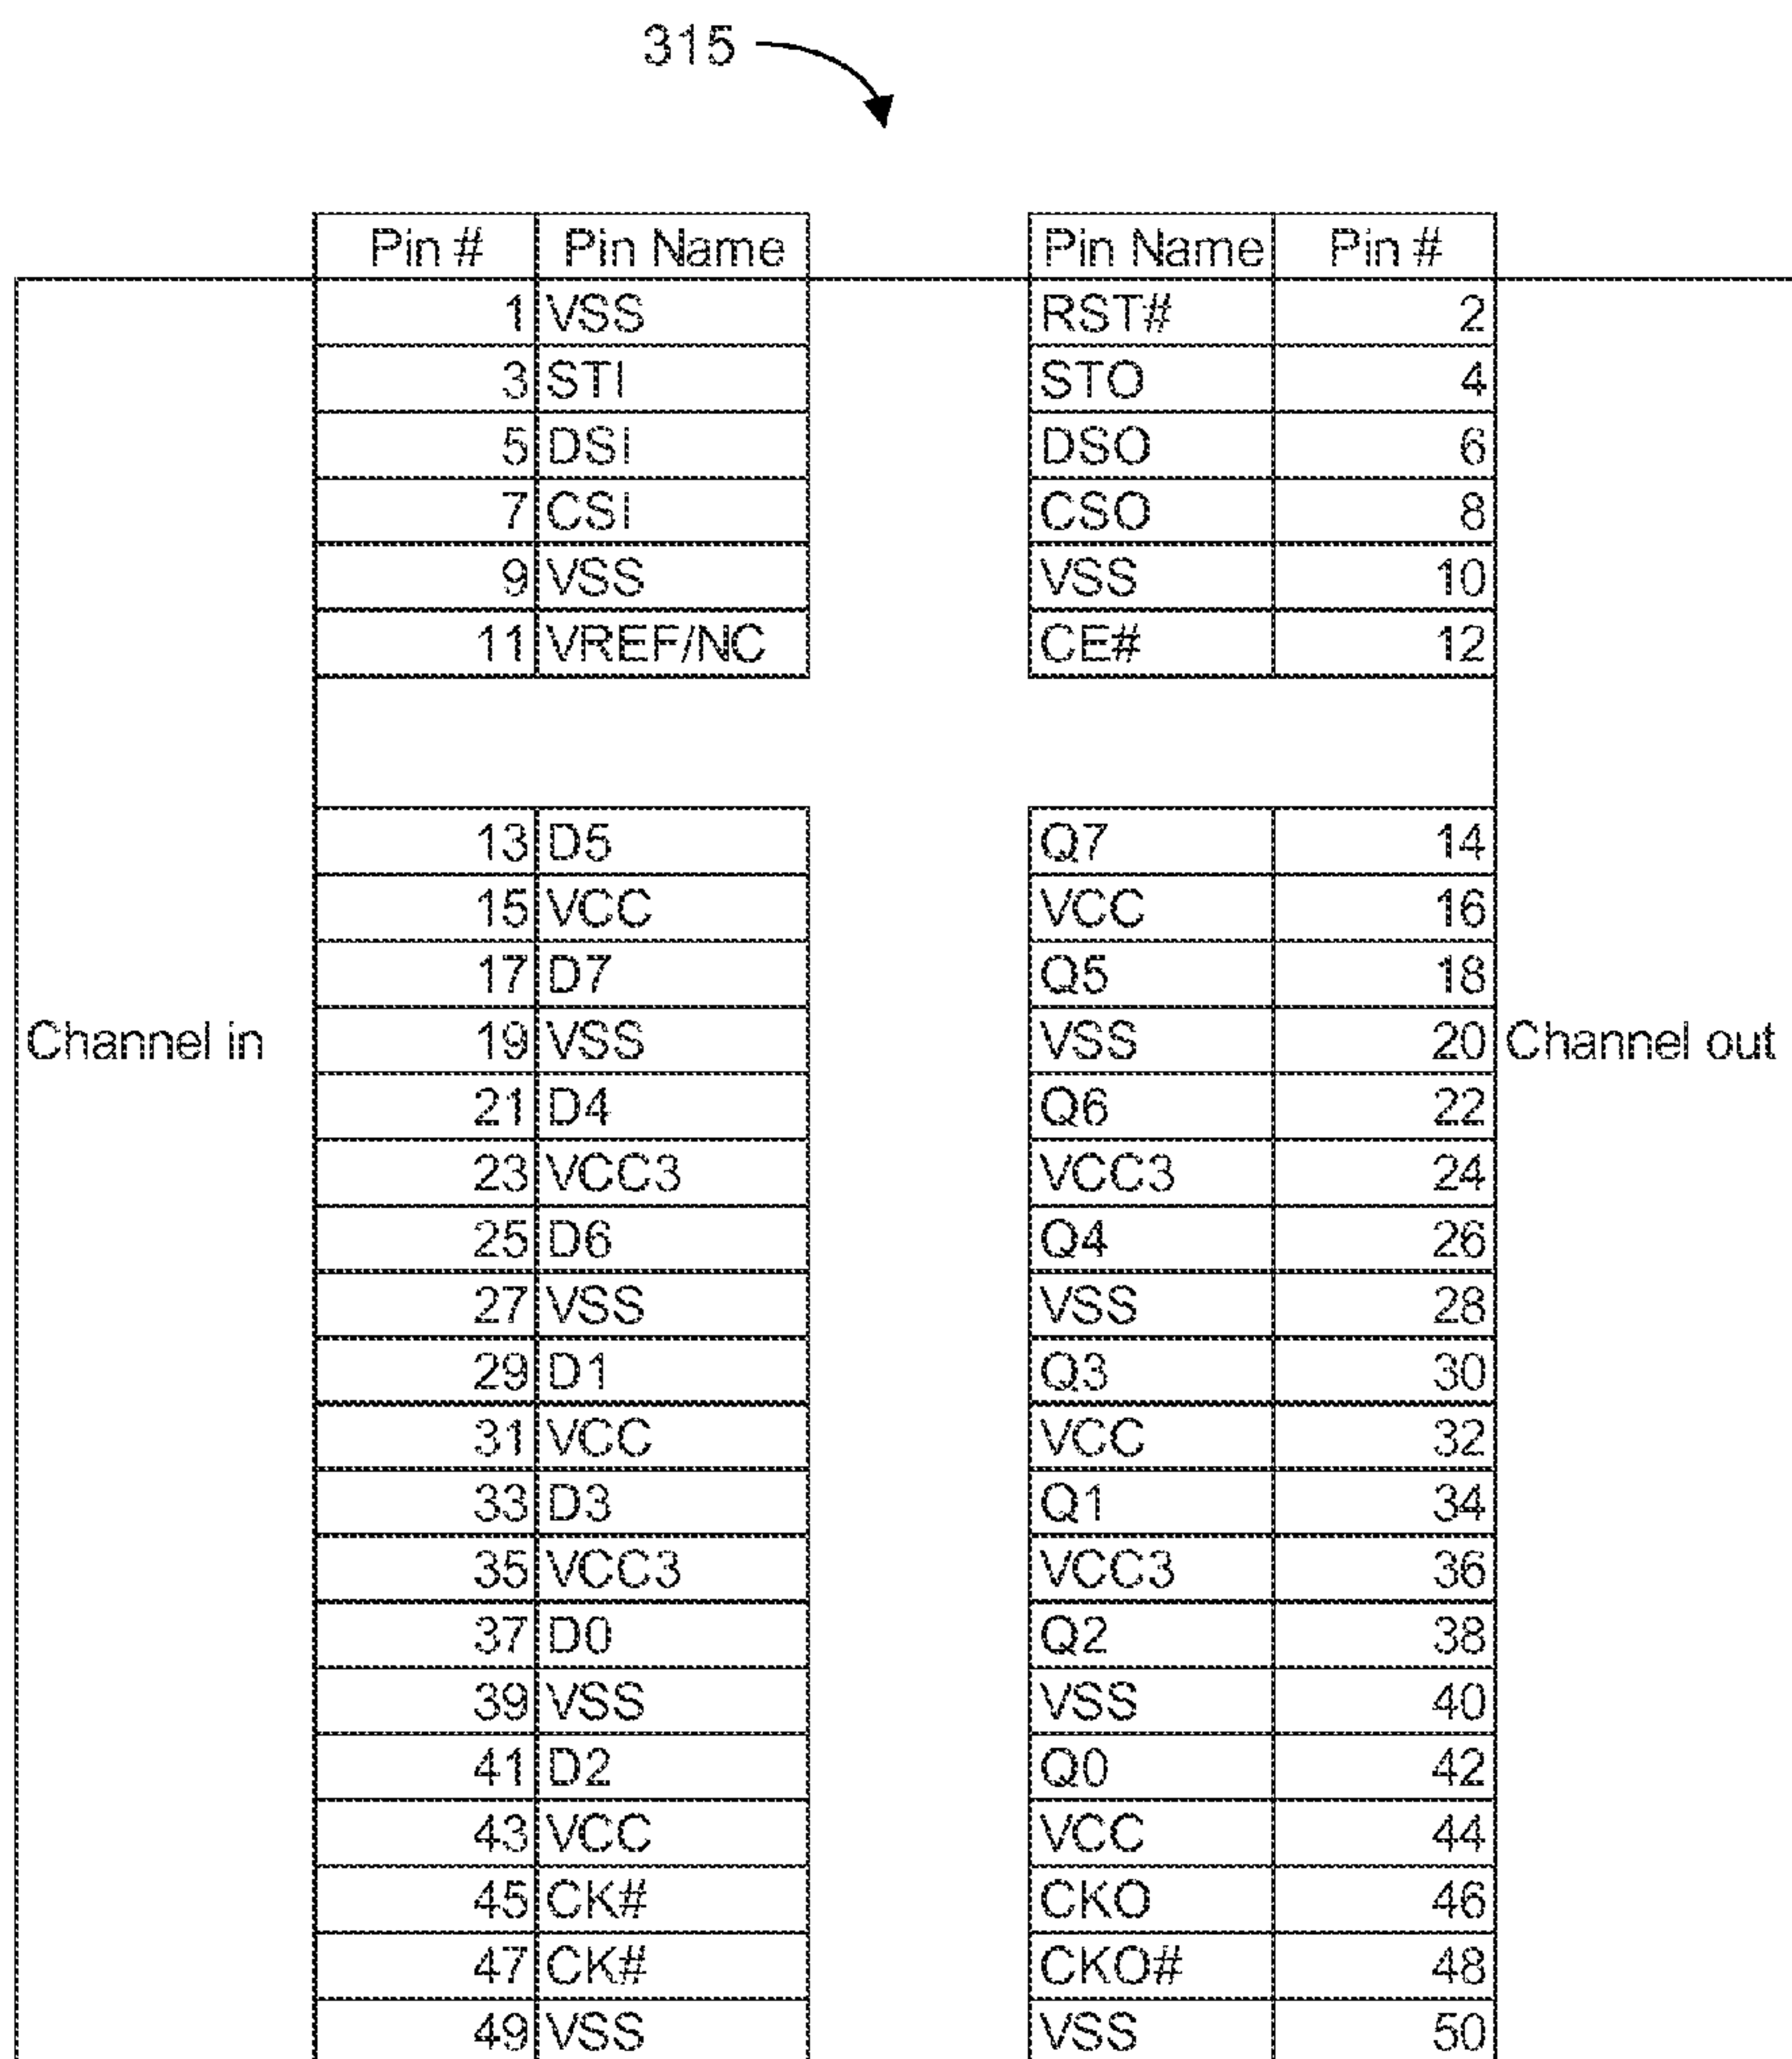 315
Pin # Pin Name Pin Name Pin #
1 VSS RST# 2
3 STI STO 4
5 DSI DSO 6
7 CSI CSO 8
9 VSS VSS 10
11 VREF/NC CE# 12
13 D5 Q7 14
15 VCC VCC 16
17 D7 Q5 18
Channel in 19 VSS VSS 20 Channel out
21 D4 Q6 22
23 VCC3 VCC3 24
25 D6 Q4 26
27 VSS VSS 28
29 D1 Q3 30
31 VCC VCC 32
33 D3 Q1 34
35 VCC3 VCC3 36
37 D0 Q2 38
39 VSS VSS 40
41 D2 Q0 42
43 VCC VCC 44
45 CK# CKO 46
47 CK# CKO# 48
49 VSS VSS 50